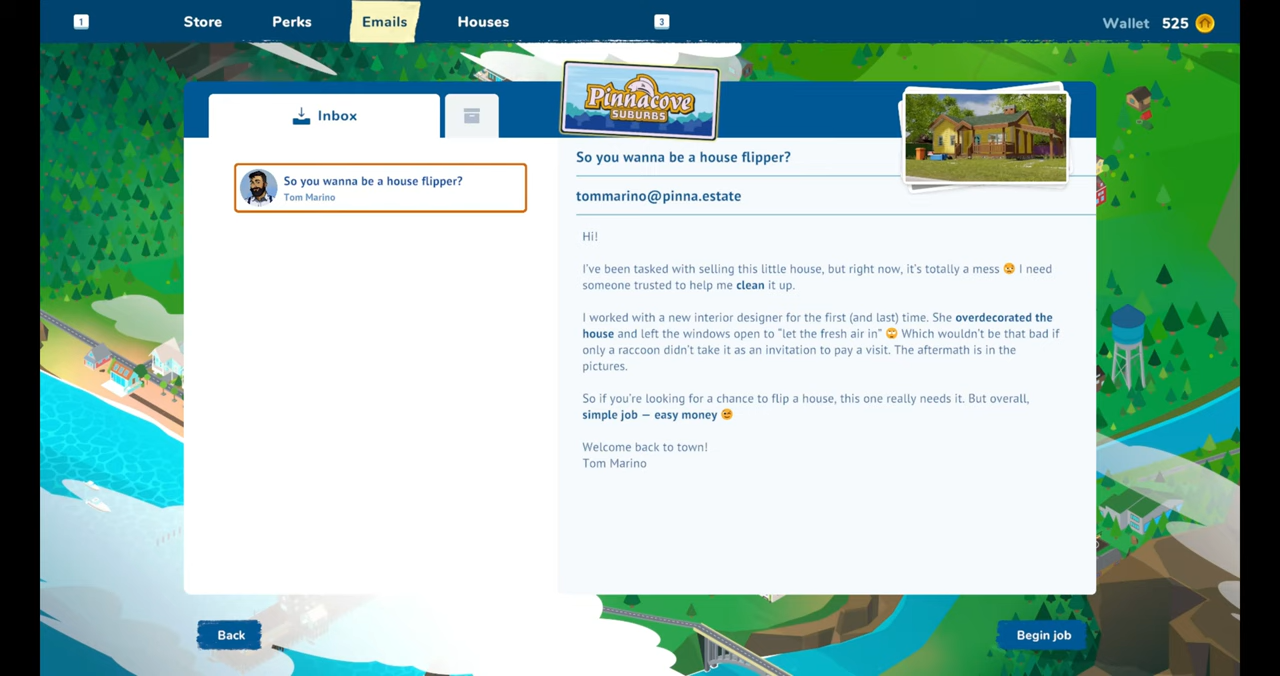 1 Store Perks Emails Houses 3 Wallet 525
Inbox
Pinnacove
SUBURBS
So you wanna be a house flipper?
Tom Marino
So you wanna be a house flipper?
tommarino@pinna.estate
Hi!
I've been tasked with selling this little house, but right now, it's totally a mess 😥 I need
someone trusted to help me clean it up.
I worked with a new interior designer for the first (and last) time. She overdecorated the
house and left the windows open to “let the fresh air in” 🙄 Which wouldn't be that bad if
only a raccoon didn't take it as an invitation to pay a visit. The aftermath is in the
pictures.
So if you're looking for a chance to flip a house, this one really needs it. But overall,
simple job — easy money 😉
Welcome back to town!
Tom Marino
Back
Begin job